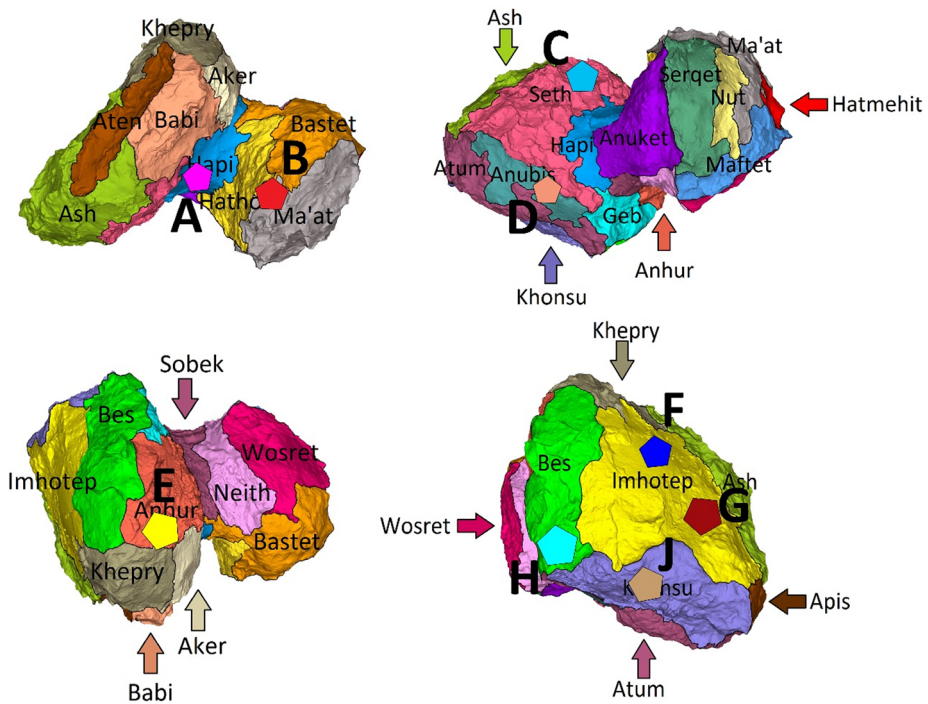 Khepry
Aker
Aten
Babi
Bastet
Hapi
B
Hatho
Ash
A
Ma'at
Ash
C
Ma'at
Seth
Serqet
Nut
Hatmehit
Hapi
Anuket
Atum
Anubis
Maftet
D
Geb
Anhur
Khonsu
Sobek
Bes
Wosret
Imhotep
E
Neith
Anhur
Bastet
Khepry
Aker
Babi
Khepry
F
Bes
Imhotep
Ash
G
Wosret
J
H
Khonsu
Apis
Atum